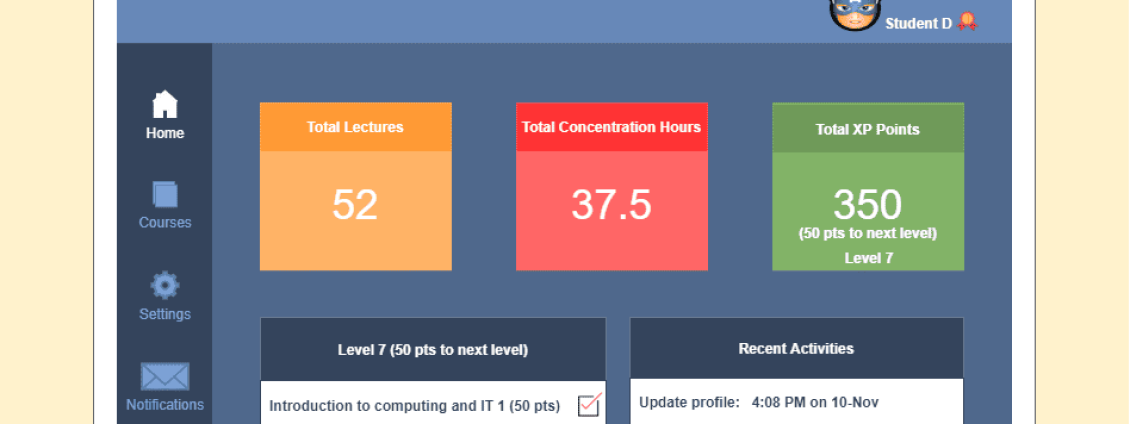 Student D
Home
Courses
Settings
Notifications
Total Lectures
52
Total Concentration Hours
37.5
Total XP Points
350
(50 pts to next level)
Level 7
Level 7 (50 pts to next level)
Introduction to computing and IT 1 (50 pts)
Recent Activities
Update profile: 4:08 PM on 10-Nov